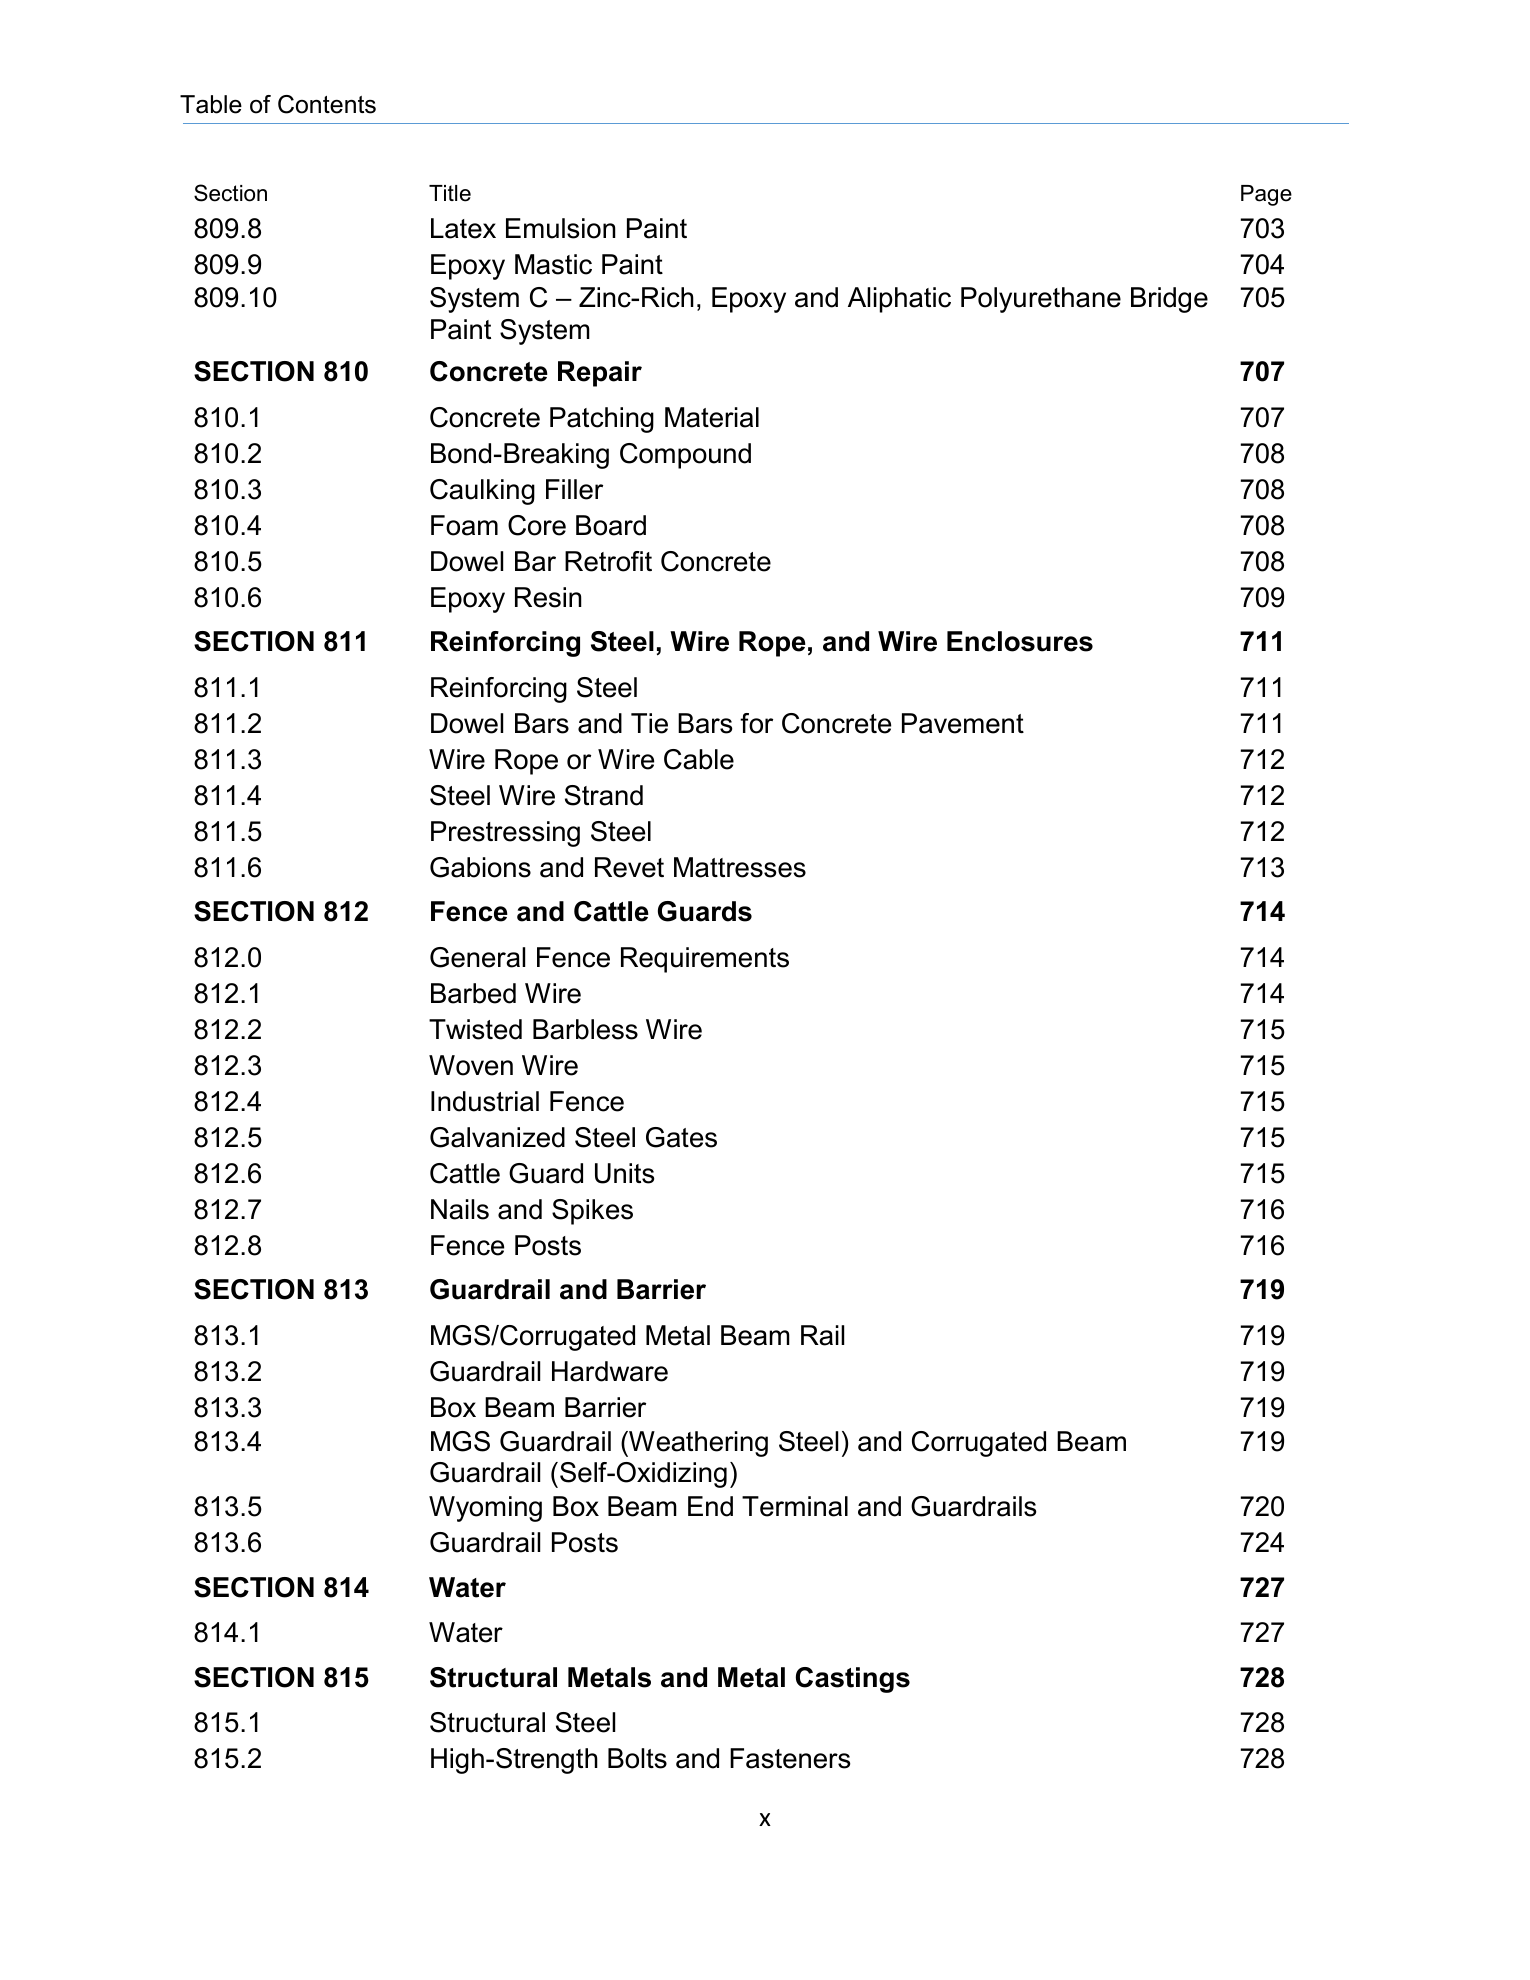 Table of Contents
Section Title Page
809.8 Latex Emulsion Paint 703
809.9 Epoxy Mastic Paint 704
809.10 System C – Zinc-Rich, Epoxy and Aliphatic Polyurethane Bridge 705
Paint System
SECTION 810 Concrete Repair 707
810.1 Concrete Patching Material 707
810.2 Bond-Breaking Compound 708
810.3 Caulking Filler 708
810.4 Foam Core Board 708
810.5 Dowel Bar Retrofit Concrete 708
810.6 Epoxy Resin 709
SECTION 811 Reinforcing Steel, Wire Rope, and Wire Enclosures 711
811.1 Reinforcing Steel 711
811.2 Dowel Bars and Tie Bars for Concrete Pavement 711
811.3 Wire Rope or Wire Cable 712
811.4 Steel Wire Strand 712
811.5 Prestressing Steel 712
811.6 Gabions and Revet Mattresses 713
SECTION 812 Fence and Cattle Guards 714
812.0 General Fence Requirements 714
812.1 Barbed Wire 714
812.2 Twisted Barbless Wire 715
812.3 Woven Wire 715
812.4 Industrial Fence 715
812.5 Galvanized Steel Gates 715
812.6 Cattle Guard Units 715
812.7 Nails and Spikes 716
812.8 Fence Posts 716
SECTION 813 Guardrail and Barrier 719
813.1 MGS/Corrugated Metal Beam Rail 719
813.2 Guardrail Hardware 719
813.3 Box Beam Barrier 719
813.4 MGS Guardrail (Weathering Steel) and Corrugated Beam 719
Guardrail (Self-Oxidizing)
813.5 Wyoming Box Beam End Terminal and Guardrails 720
813.6 Guardrail Posts 724
SECTION 814 Water 727
814.1 Water 727
SECTION 815 Structural Metals and Metal Castings 728
815.1 Structural Steel 728
815.2 High-Strength Bolts and Fasteners 728
x